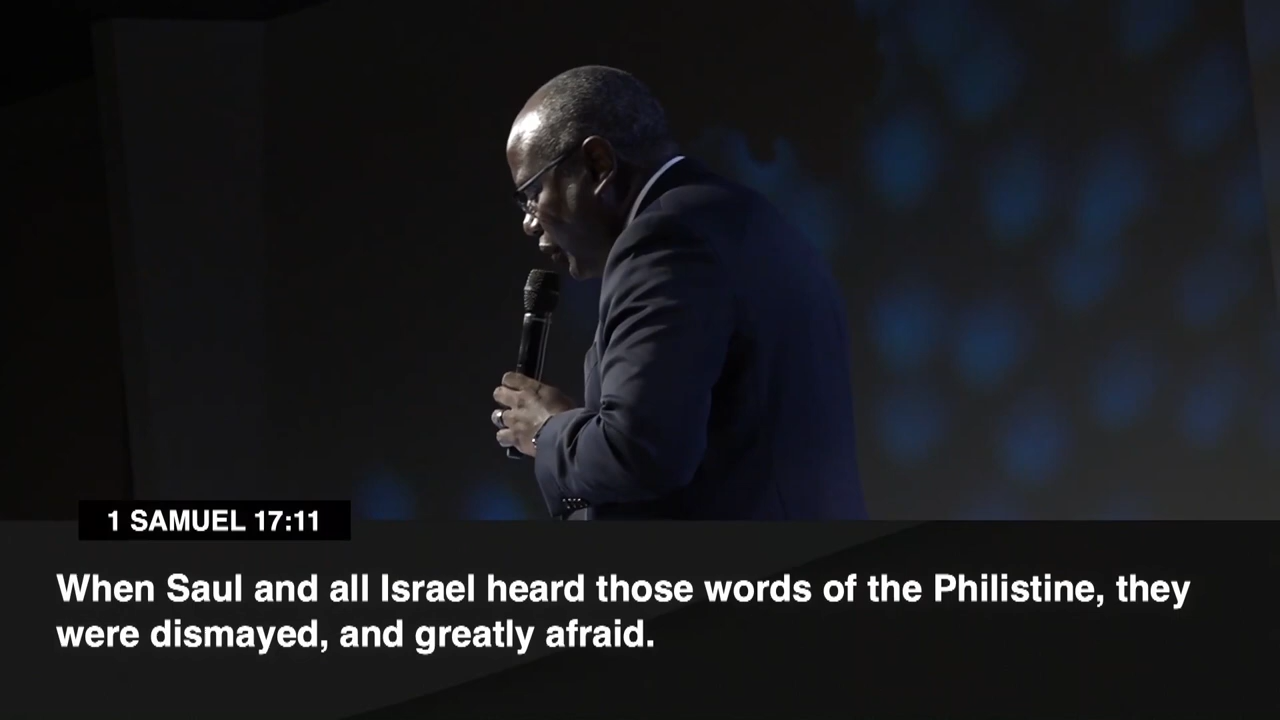 1 SAMUEL 17:11
When Saul and all Israel heard those words of the Philistine, they
were dismayed, and greatly afraid.